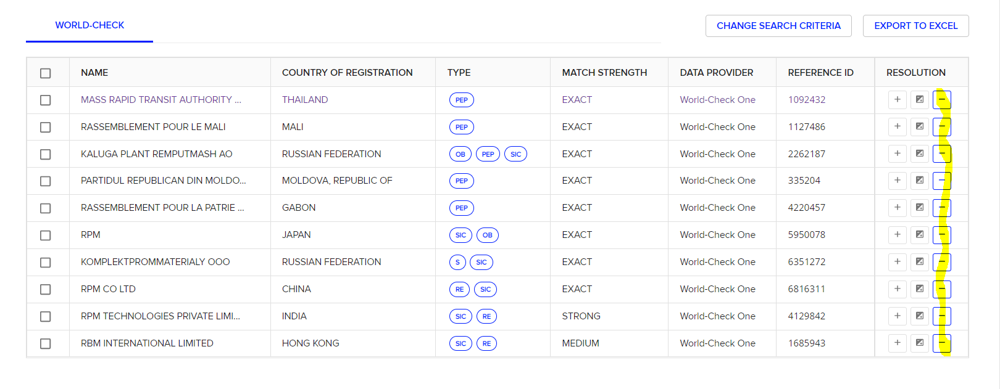 WORLD-CHECK CHANGE SEARCH CRITERIA EXPORT TO EXCEL
NAME COUNTRY OF REGISTRATION TYPE MATCH STRENGTH DATA PROVIDER REFERENCE ID RESOLUTION
MASS RAPID TRANSIT AUTHORITY ... THAILAND PEP EXACT World-Check One 1092432
RASSEMBLEMENT POUR LE MALI MALI PEP EXACT World-Check One 1127486
KALUGA PLANT REMPUTMASH AO RUSSIAN FEDERATION OB PEP SIC EXACT World-Check One 2262187
PARTIDUL REPUBLICAN DIN MOLDO... MOLDOVA, REPUBLIC OF PEP EXACT World-Check One 335204
RASSEMBLEMENT POUR LA PATRIE ... GABON PEP EXACT World-Check One 4220457
RPM JAPAN SIC OB EXACT World-Check One 5950078
KOMPLEKTPROMMATERIALY OOO RUSSIAN FEDERATION S SIC EXACT World-Check One 6351272
RPM CO LTD CHINA RE SIC EXACT World-Check One 6816311
RPM TECHNOLOGIES PRIVATE LIMI... INDIA SIC RE STRONG World-Check One 4129842
RBM INTERNATIONAL LIMITED HONG KONG SIC RE MEDIUM World-Check One 1685943